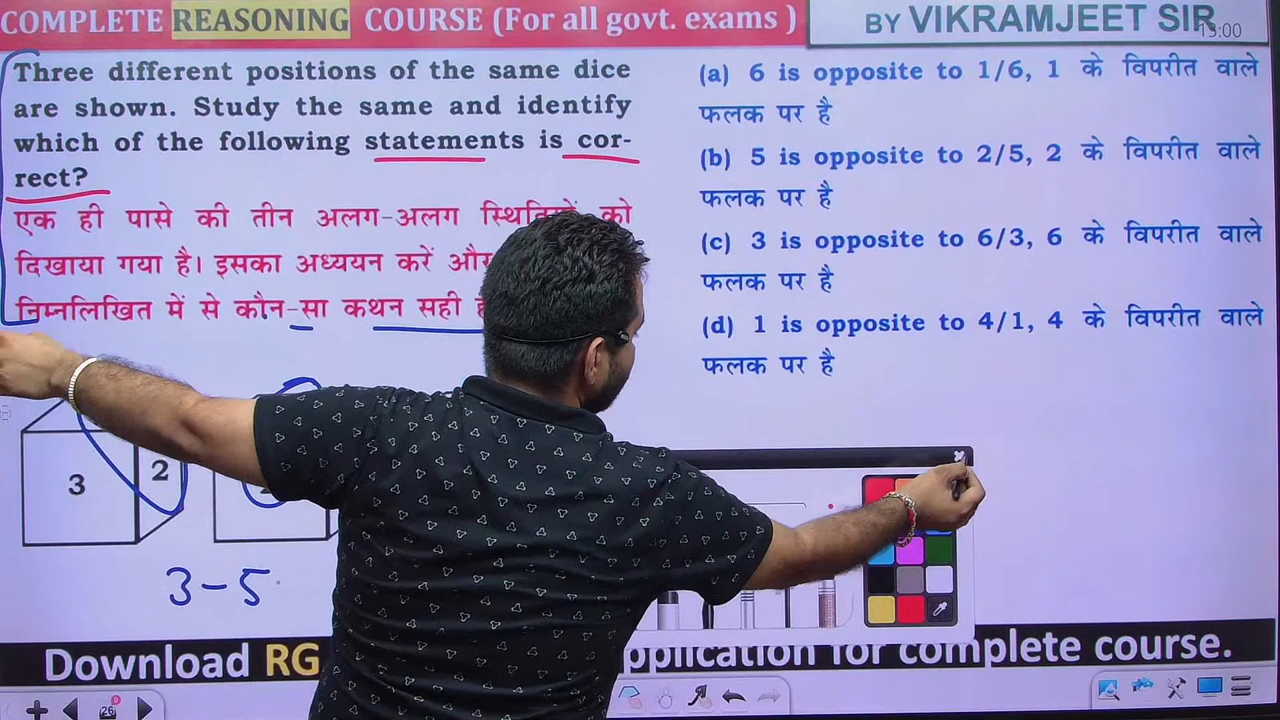 COMPLETE REASONING COURSE (For all govt. exams )
BY VIKRAMJEET SIR
13:00
Three different positions of the same dice
are shown. Study the same and identify
which of the following statements is cor-
rect?
एक ही पासे की तीन अलग-अलग को
दिखाया गया है। इसका अध्ययन करें और
निम्नलिखित में से कौन-सा कथन सही
(a) 6 is opposite to 1/6, 1 के विपरीत वाले
फलक पर है
(b) 5 is opposite to 2/5, 2 के विपरीत वाले
फलक पर है
(c) 3 is opposite to 6/3, 6 के विपरीत वाले
फलक पर है
(d) 1 is opposite to 4/1, 4 के विपरीत वाले
फलक पर है
3 2
3-5
Download RG pplication for complete course.
26